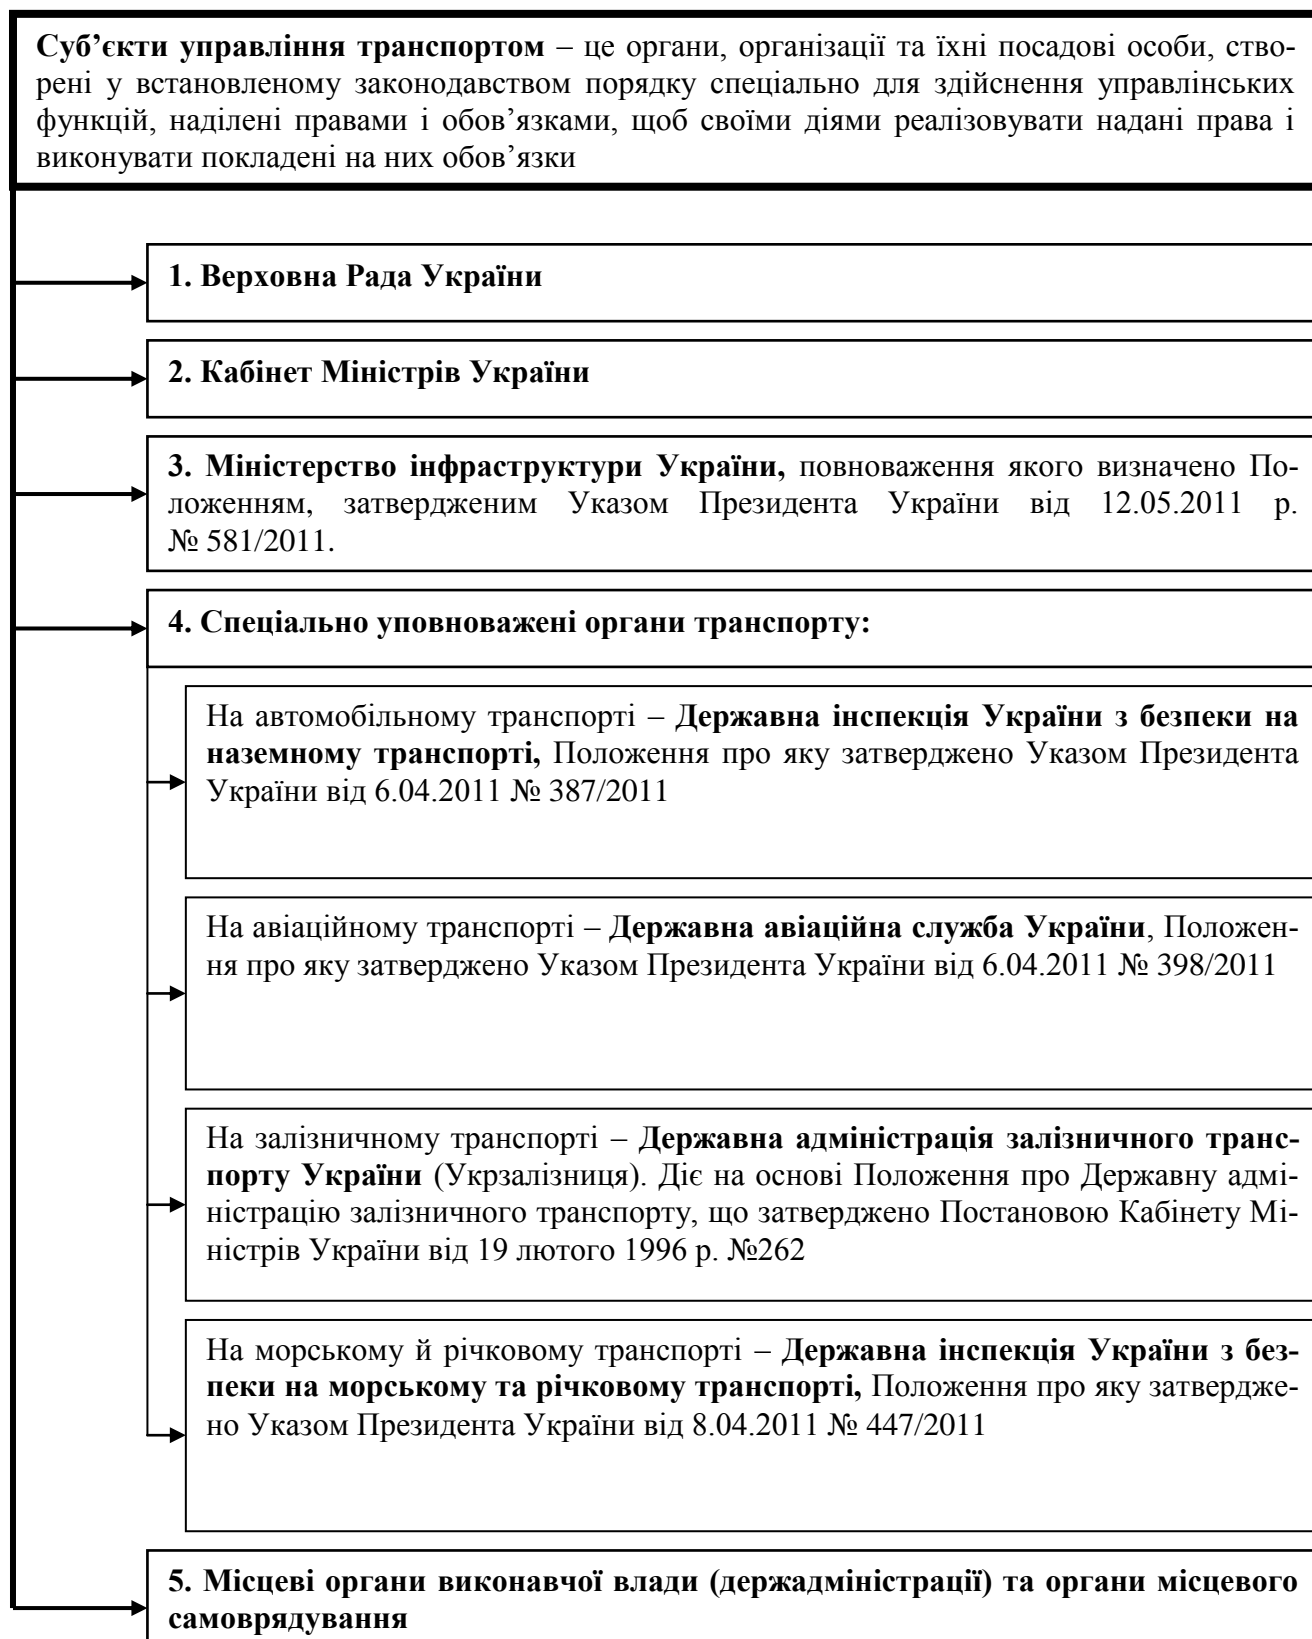 Суб’єкти управління транспортом – це органи, організації та їхні посадові особи, ство-
рені у встановленому законодавством порядку спеціально для здійснення управлінських
функцій, наділені правами і обов’язками, щоб своїми діями реалізовувати надані права і
виконувати покладені на них обов’язки
1. Верховна Рада України
2. Кабінет Міністрів України
3. Міністерство інфраструктури України, повноваження якого визначено По-
ложенням, затвердженим Указом Президента України від 12.05.2011 р.
№ 581/2011.
4. Спеціально уповноважені органи транспорту:
На автомобільному транспорті – Державна інспекція України з безпеки на
наземному транспорті, Положення про яку затверджено Указом Президента
України від 6.04.2011 № 387/2011
На авіаційному транспорті – Державна авіаційна служба України, Положен-
ня про яку затверджено Указом Президента України від 6.04.2011 № 398/2011
На залізничному транспорті – Державна адміністрація залізничного транс-
порту України (Укрзалізниця). Діє на основі Положення про Державну адмі-
ністрацію залізничного транспорту, що затверджено Постановою Кабінету Мі-
ністрів України від 19 лютого 1996 р. №262
На морському й річковому транспорті – Державна інспекція України з без-
пеки на морському та річковому транспорті, Положення про яку затвердже-
но Указом Президента України від 8.04.2011 № 447/2011
5. Місцеві органи виконавчої влади (держадміністрації) та органи місцевого
самоврядування